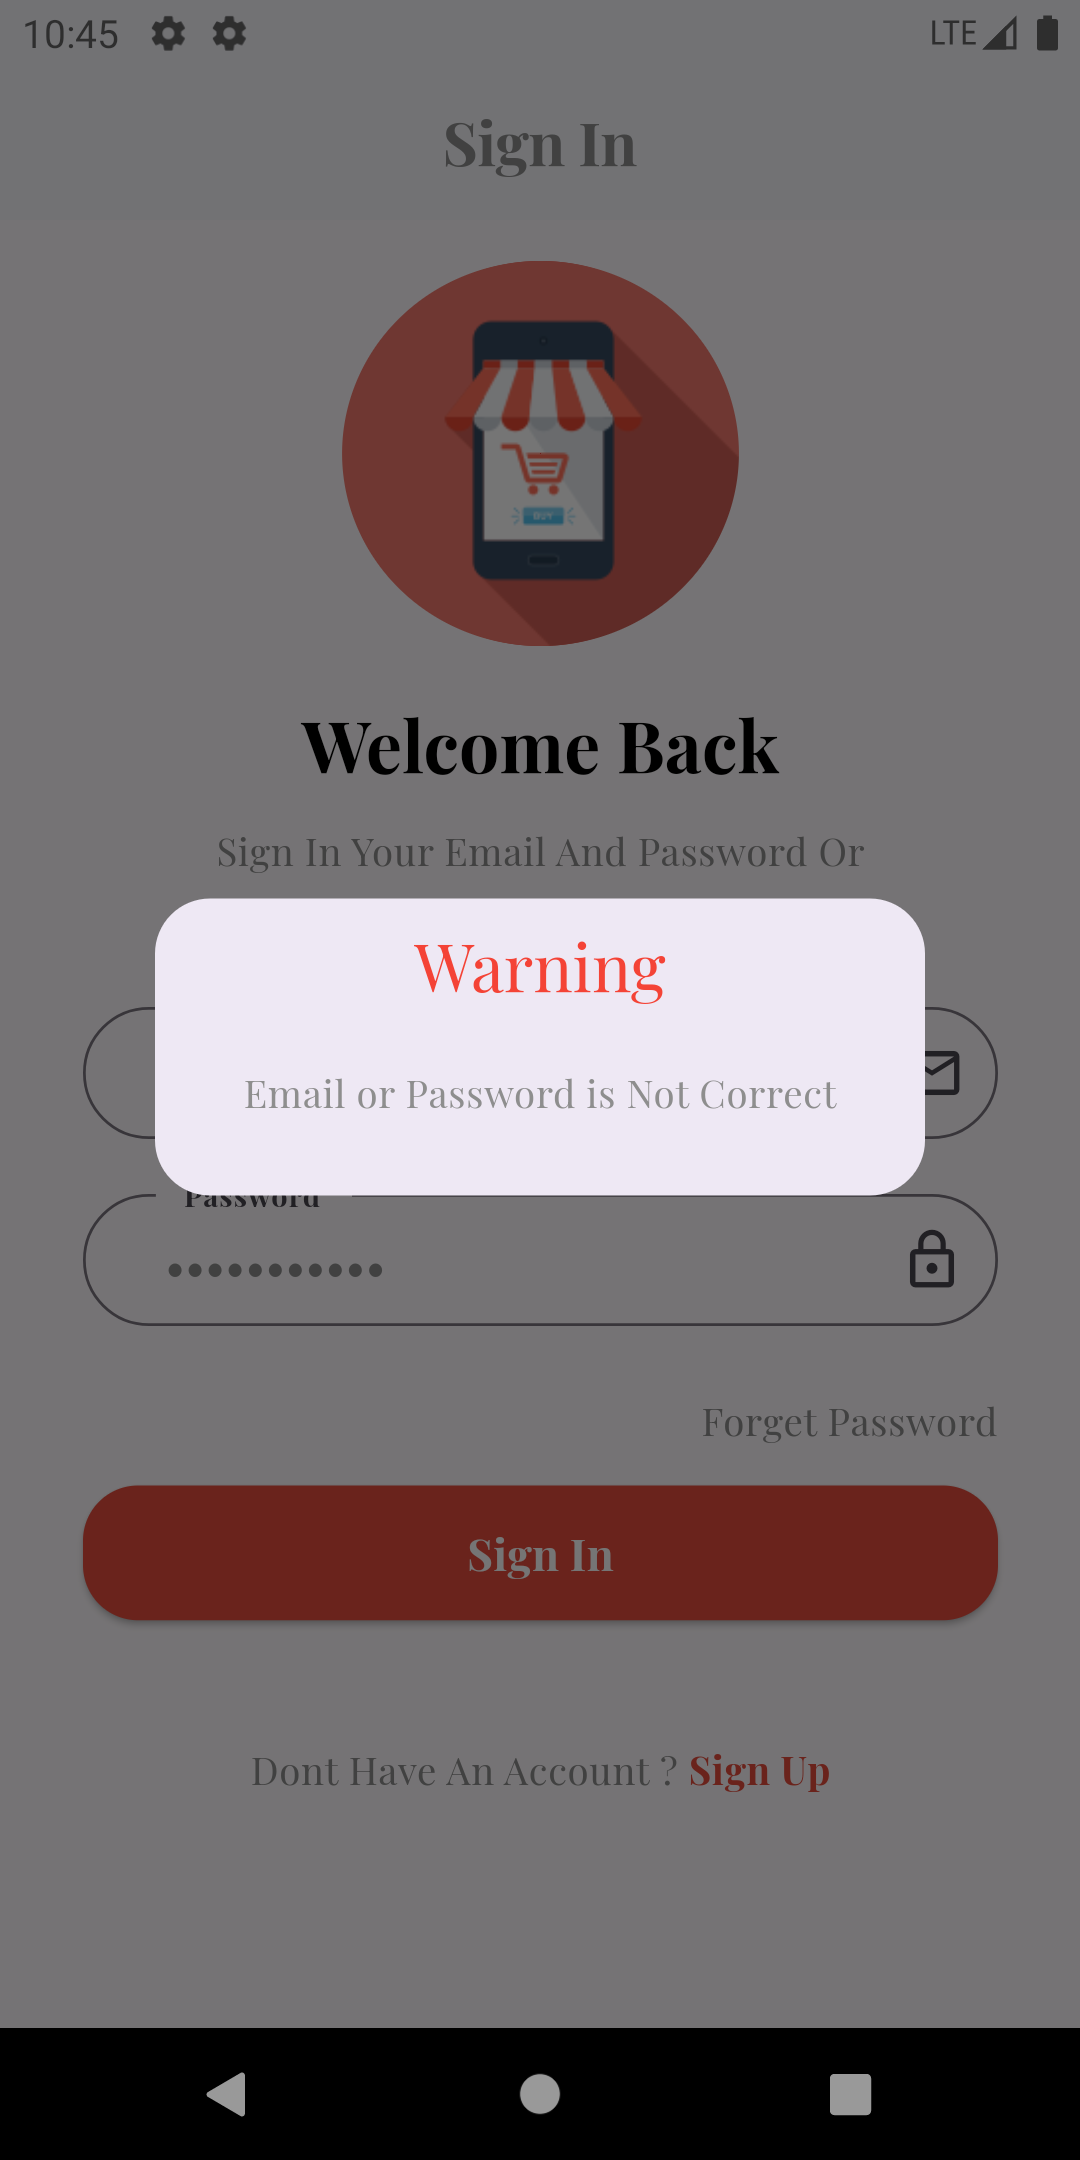 10:45
LTE
Sign In
BUY
Welcome Back
Sign In Your Email And Password Or
Warning
Email or Password is Not Correct
Password
Forget Password
Sign In
Dont Have An Account ? Sign Up